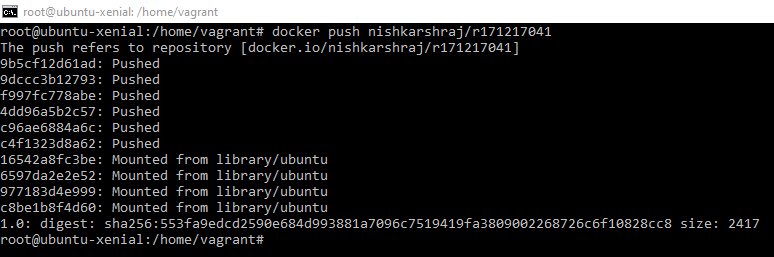 root@ubuntu-xenial: /home/vagrant
root@ubuntu-xenial:/home/vagrant# docker push nishkarshraj/r171217041
The push refers to repository [docker.io/nishkarshraj/r171217041]
9b5cf12d61ad: Pushed
9dccc3b12793: Pushed
f997fc778abe: Pushed
4dd96a5b2c57: Pushed
c96ae6884a6c: Pushed
c4f1323d8a62: Pushed
16542a8fc3be: Mounted from library/ubuntu
6597da2e2e52: Mounted from library/ubuntu
977183d4e999: Mounted from library/ubuntu
c8be1b8f4d60: Mounted from library/ubuntu
1.0: digest: sha256:553fa9edcd2590e684d993881a7096c7519419fa3809002268726c6f10828cc8 size: 2417
root@ubuntu-xenial:/home/vagrant#